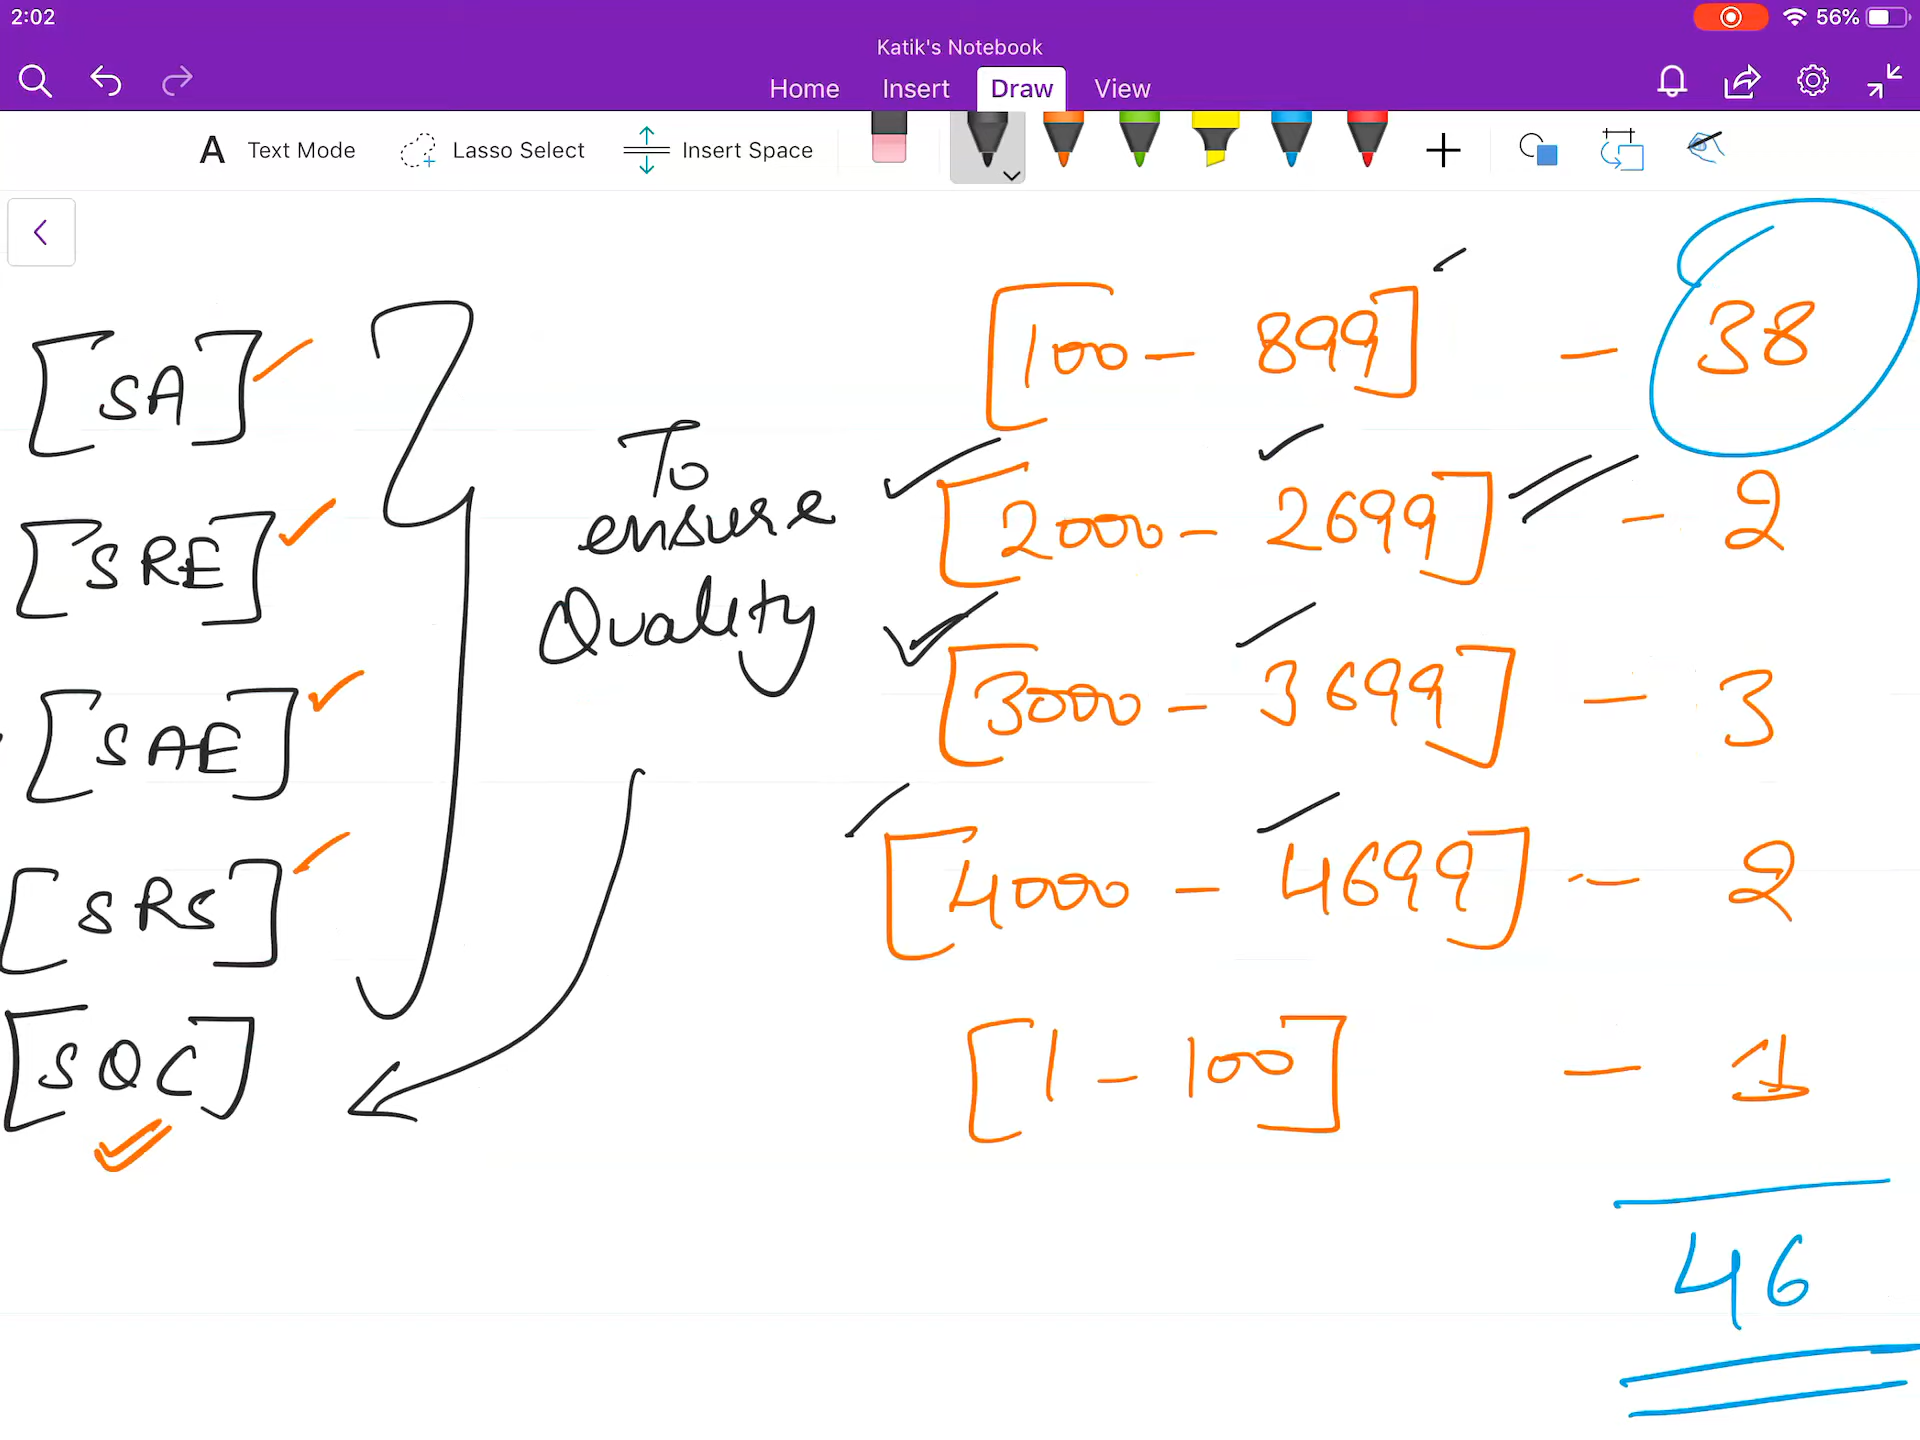 2:02
56%
Katik's Notebook
Home Insert Draw View
A Text Mode Lasso Select Insert Space
[SA]
[SRE]
[SAE]
[SRS]
[SQC]
To
ensure
Quality
[100 - 899] - 38
[2000 - 2699] - 2
[3000 - 3699] - 3
[4000 - 4699] - 2
[1 - 100] - 1
46